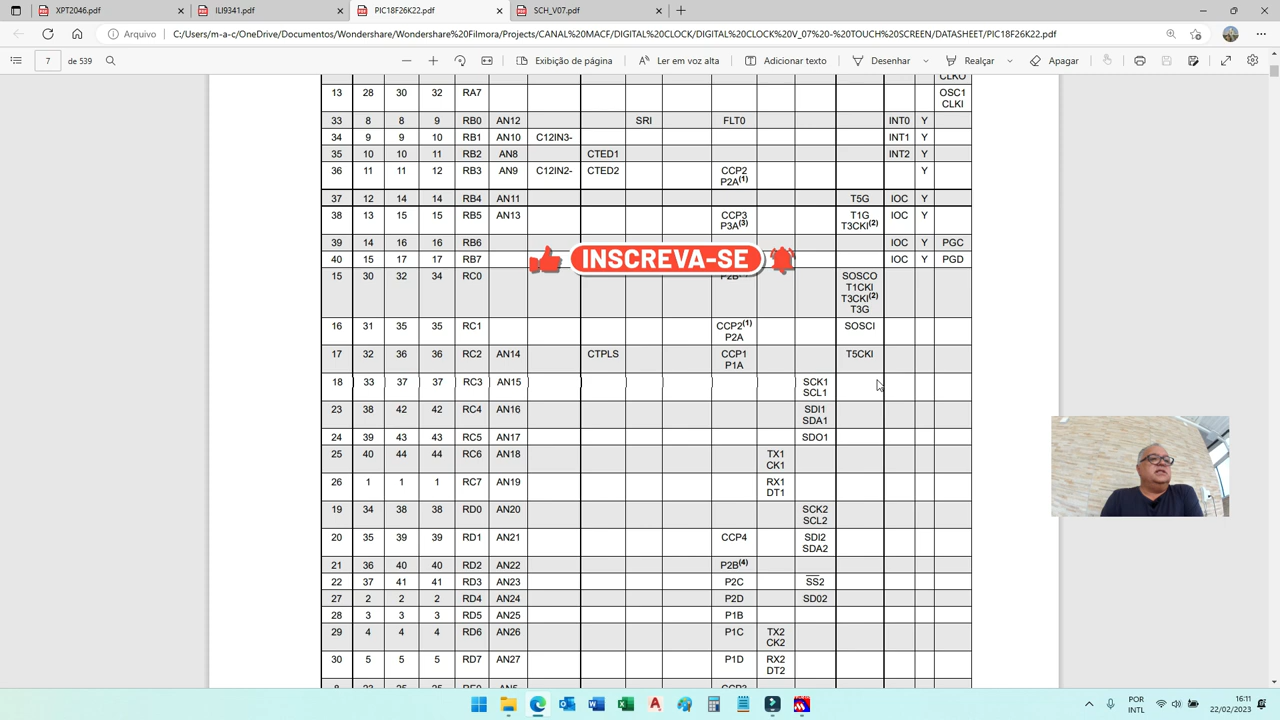 XPT2046.pdf
ILI9341.pdf
PIC18F26K22.pdf
SCH_V07.pdf
Arquivo
C:/Users/m-a-c/OneDrive/Documentos/Wondershare/Wondershare%20Filmora/Projects/CANAL%20MACF/DIGITAL%20CLOCK/DIGITAL%20CLOCK%20V_07%20-%20TOUCH%20SCREEN/DATASHEET/PIC18F26K22.pdf
7 de 539
Exibição de página
Ler em voz alta
Adicionar texto
Desenhar
Realçar
Apagar
CLKO
13 28 30 32 RA7 OSC1
CLKI
33 8 8 9 RB0 AN12 SRI FLT0 INT0 Y
34 9 9 10 RB1 AN10 C12IN3- INT1 Y
35 10 10 11 RB2 AN8 CTED1 INT2 Y
36 11 11 12 RB3 AN9 C12IN2- CTED2 CCP2 Y
P2A(1)
37 12 14 14 RB4 AN11 T5G IOC Y
38 13 15 15 RB5 AN13 CCP3 T1G IOC Y
P3A(3) T3CKI(2)
39 14 16 16 RB6 IOC Y PGC
40 15 17 17 RB7 IOC Y PGD
INSCREVA-SE
15 30 32 34 RC0 SOSCO
T1CKI
T3CKI(2)
T3G
16 31 35 35 RC1 CCP2(1) SOSCI
P2A
17 32 36 36 RC2 AN14 CTPLS CCP1 T5CKI
P1A
18 33 37 37 RC3 AN15 SCK1
SCL1
23 38 42 42 RC4 AN16 SDI1
SDA1
24 39 43 43 RC5 AN17 SDO1
25 40 44 44 RC6 AN18 TX1
CK1
26 1 1 1 RC7 AN19 RX1
DT1
19 34 38 38 RD0 AN20 SCK2
SCL2
20 35 39 39 RD1 AN21 CCP4 SDI2
SDA2
21 36 40 40 RD2 AN22 P2B(4)
22 37 41 41 RD3 AN23 P2C SS2
27 2 2 2 RD4 AN24 P2D SD02
28 3 3 3 RD5 AN25 P1B
29 4 4 4 RD6 AN26 P1C TX2
CK2
30 5 5 5 RD7 AN27 P1D RX2
DT2
POR
INTL
16:11
22/02/2023